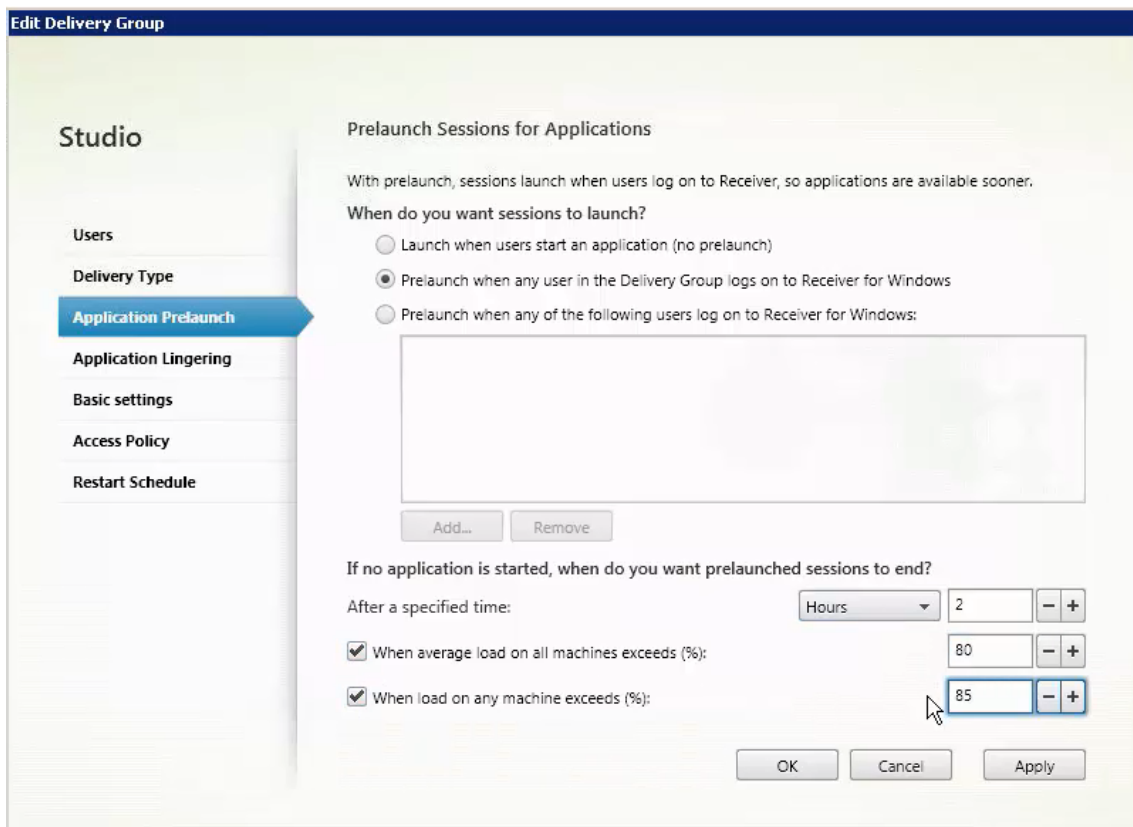 Edit Delivery Group
Studio
Users
Delivery Type
Application Prelaunch
Application Lingering
Basic settings
Access Policy
Restart Schedule
Prelaunch Sessions for Applications
With prelaunch, sessions launch when users log on to Receiver, so applications are available sooner.
When do you want sessions to launch?
Launch when users start an application (no prelaunch)
Prelaunch when any user in the Delivery Group logs on to Receiver for Windows
Prelaunch when any of the following users log on to Receiver for Windows:
Add... Remove
If no application is started, when do you want prelaunched sessions to end?
After a specified time: Hours 2 − +
When average load on all machines exceeds (%): 80 − +
When load on any machine exceeds (%): 85 − +
OK Cancel Apply